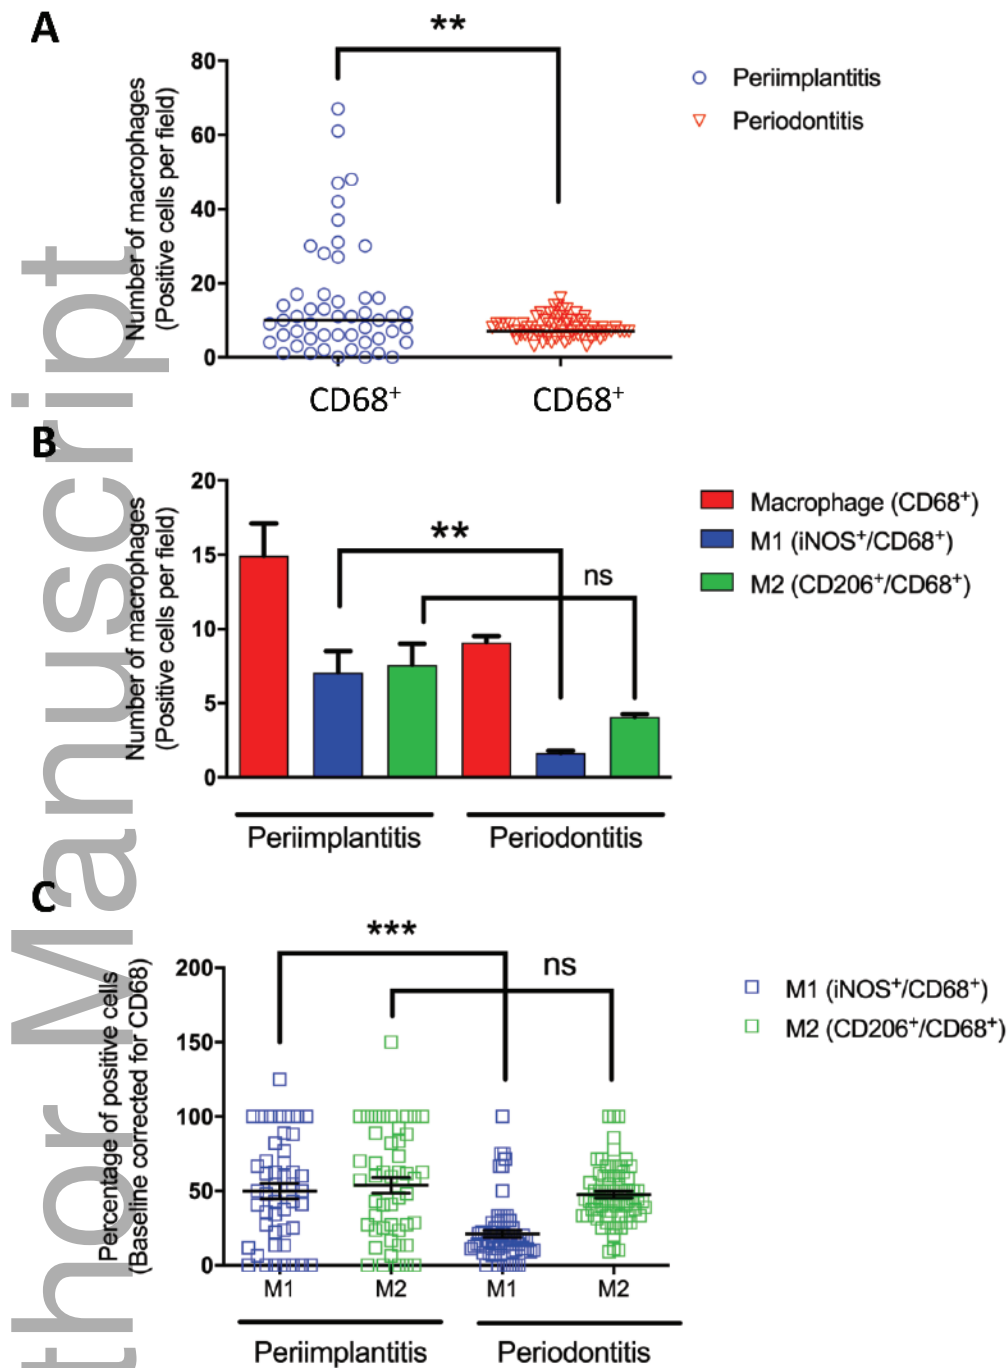 A
**
80
60
40
20
0
Number of macrophages
(Positive cells per field)
Periimplantitis
Periodontitis
CD68+
CD68+
B
20
15
10
5
0
Number of macrophages
(Positive cells per field)
**
ns
Macrophage (CD68+)
M1 (iNOS+/CD68+)
M2 (CD206+/CD68+)
Periimplantitis
Periodontitis
C
***
ns
200
150
100
50
0
Percentage of positive cells
(Baseline corrected for CD68)
M1 (iNOS+/CD68+)
M2 (CD206+/CD68+)
M1
M2
M1
M2
Periimplantitis
Periodontitis
thor Manuscript